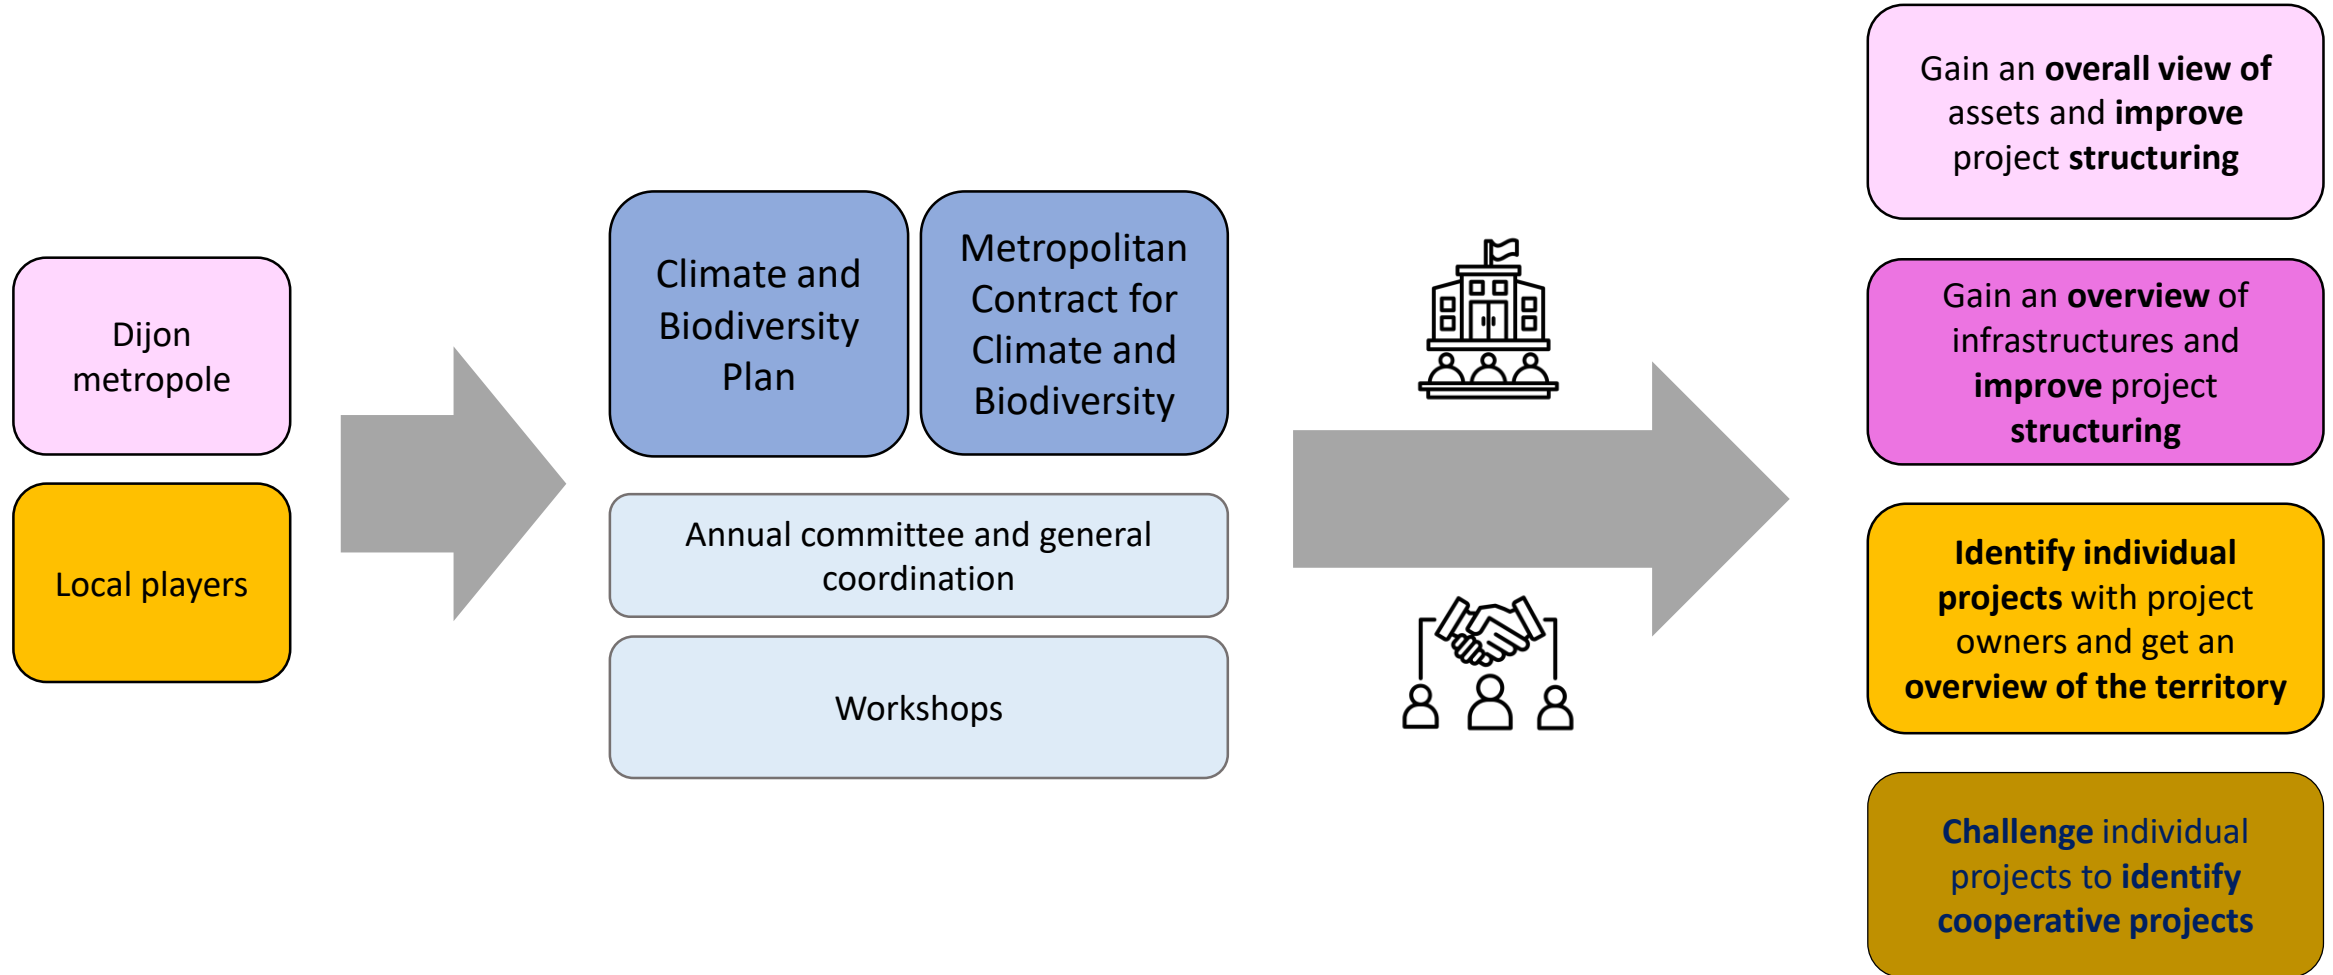 Dijon
metropole
Local players
Climate and
Biodiversity
Plan
Metropolitan
Contract for
Climate and
Biodiversity
Annual committee and general
coordination
Workshops
Gain an overall view of
assets and improve
project structuring
Gain an overview of
infrastructures and
improve project
structuring
Identify individual
projects with project
owners and get an
overview of the territory
Challenge individual
projects to identify
cooperative projects